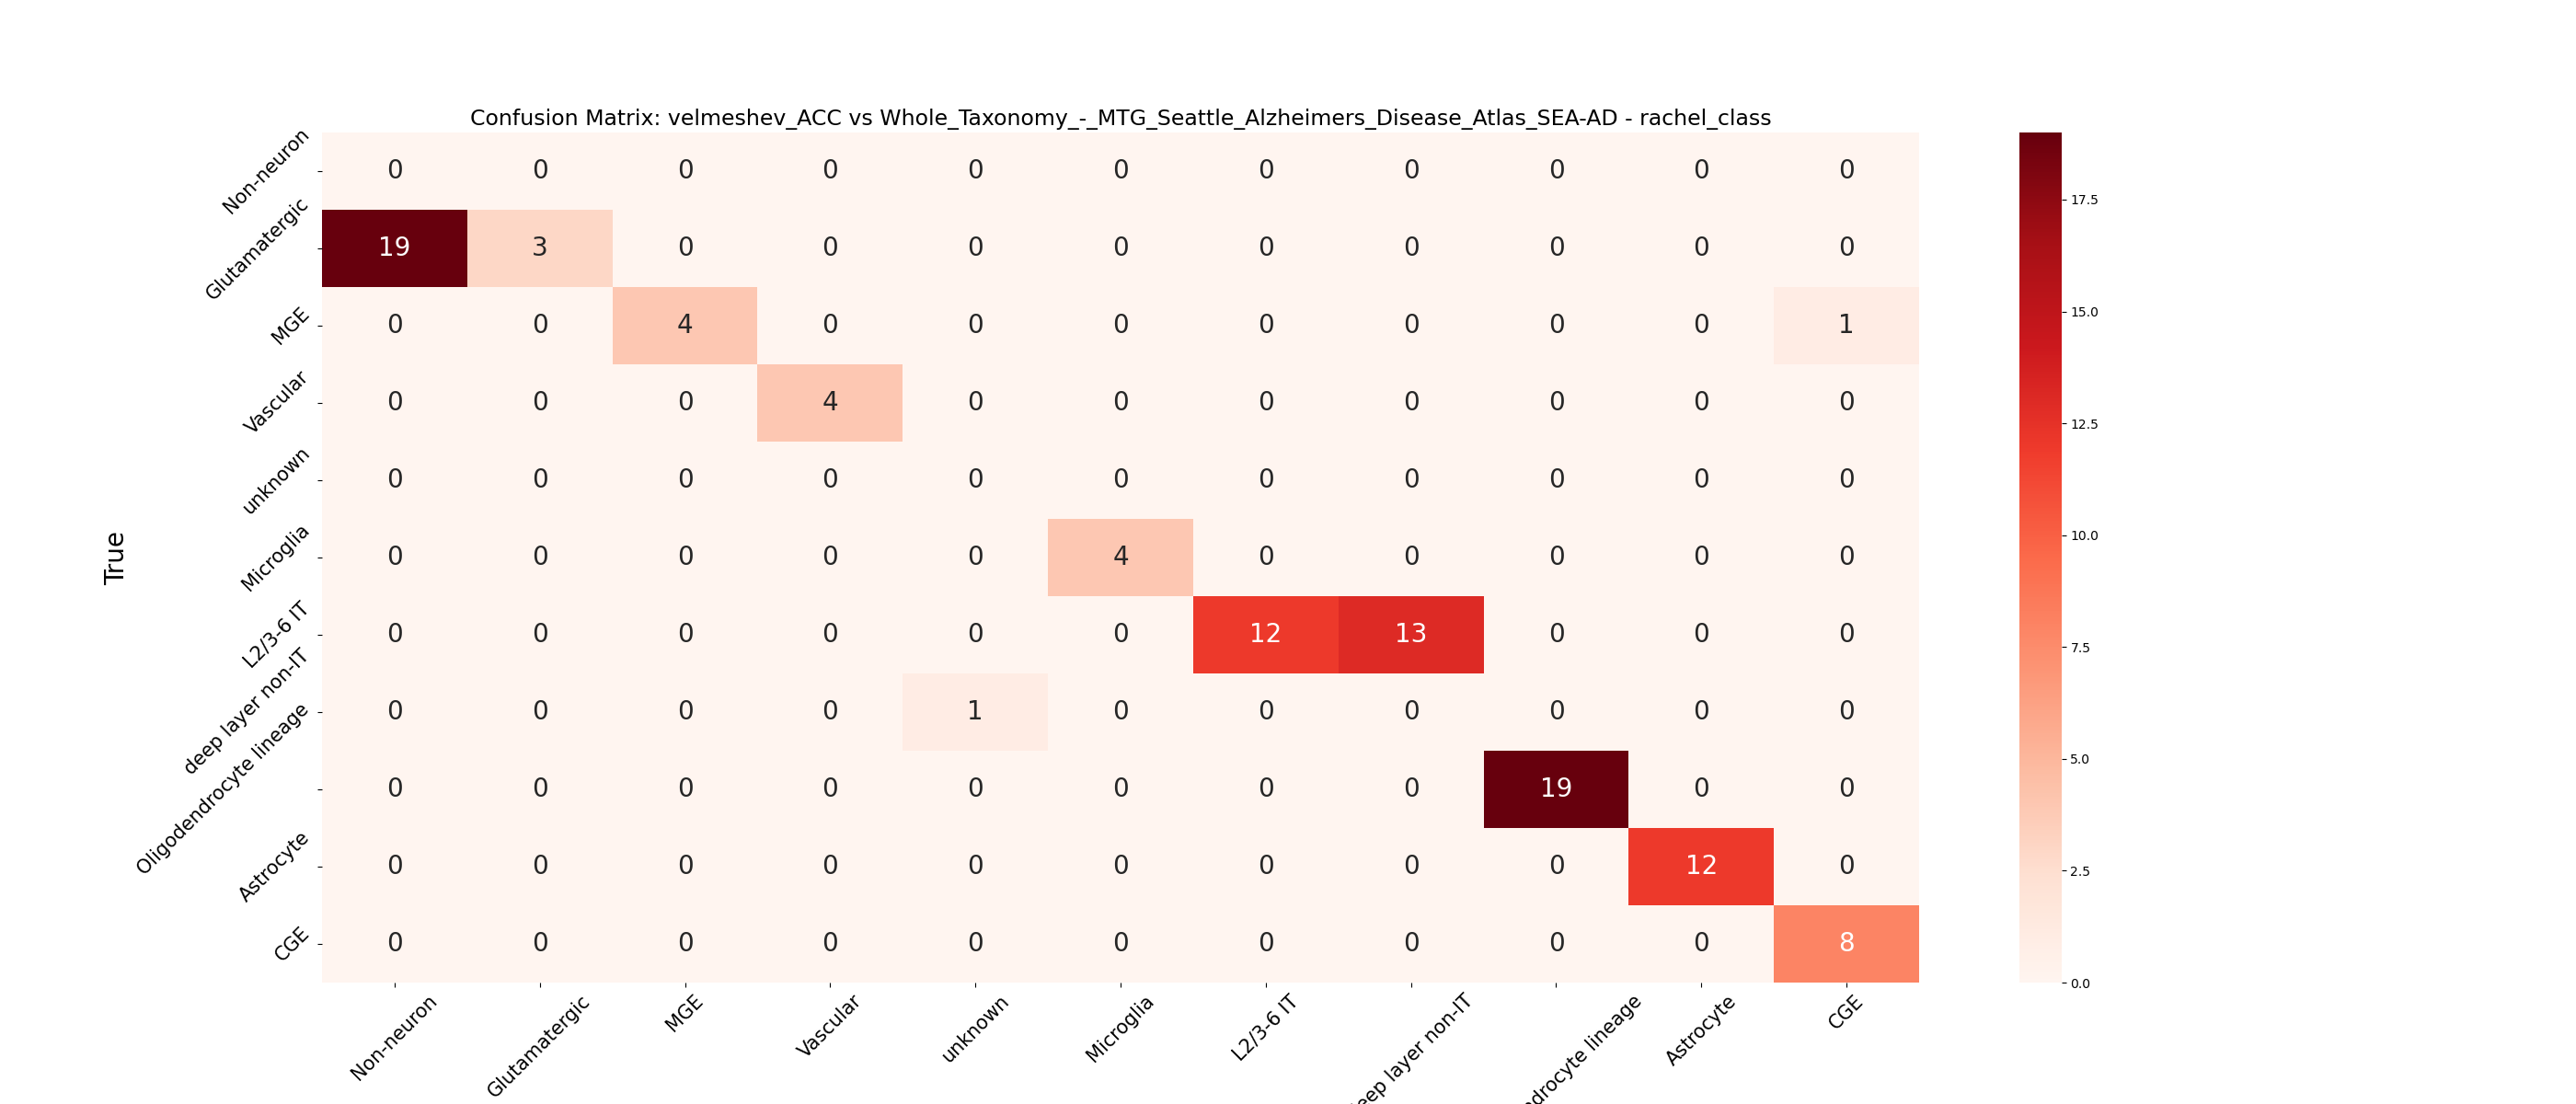 Confusion Matrix: velmeshev_ACC vs Whole_Taxonomy_-_MTG_Seattle_Alzheimers_Disease_Atlas_SEA-AD - rachel_class
True
Non-neuron 0 0 0 0 0 0 0 0 0 0 0
Glutamatergic 19 3 0 0 0 0 0 0 0 0 0
MGE 0 0 4 0 0 0 0 0 0 0 1
Vascular 0 0 0 4 0 0 0 0 0 0 0
unknown 0 0 0 0 0 0 0 0 0 0 0
Microglia 0 0 0 0 0 4 0 0 0 0 0
L2/3-6 IT 0 0 0 0 0 0 12 13 0 0 0
deep layer non-IT 0 0 0 0 1 0 0 0 0 0 0
Oligodendrocyte lineage 0 0 0 0 0 0 0 0 19 0 0
Astrocyte 0 0 0 0 0 0 0 0 0 12 0
CGE 0 0 0 0 0 0 0 0 0 0 8
Non-neuron Glutamatergic MGE Vascular unknown Microglia L2/3-6 IT eep layer non-IT ndrocyte lineage Astrocyte CGE
17.5
15.0
12.5
10.0
7.5
5.0
2.5
0.0